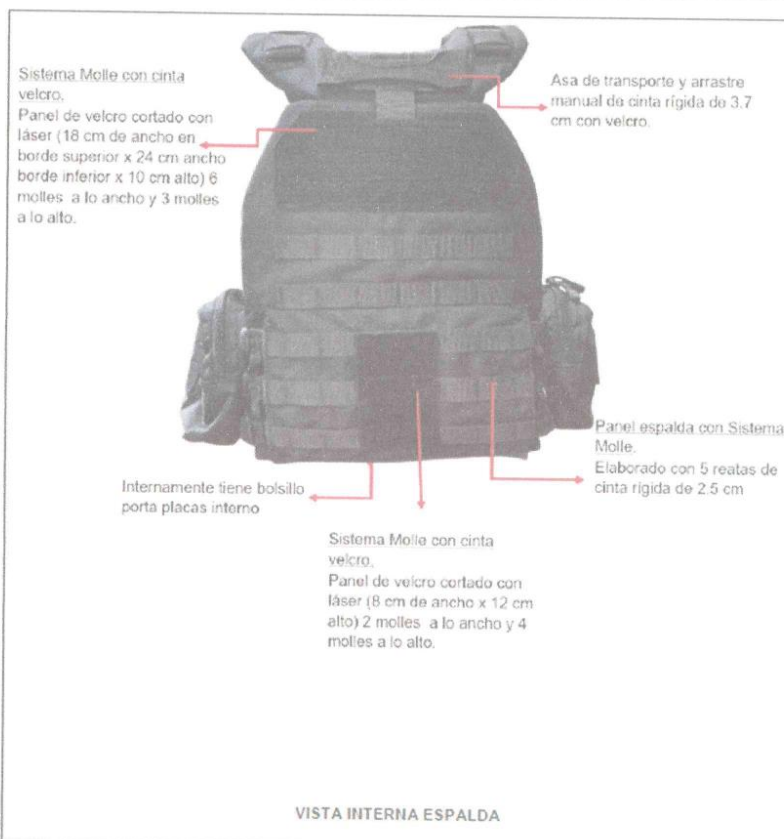 Sistema Molle con cinta
velcro.
Panel de velcro cortado con
láser (18 cm de ancho en
borde superior x 24 cm ancho
borde inferior x 10 cm alto) 6
molles a lo ancho y 3 molles
a lo alto.
Asa de transporte y arrastre
manual de cinta rígida de 3.7
cm con velcro.
Panel espalda con Sistema
Molle.
Elaborado con 5 reatas de
cinta rígida de 2.5 cm
Internamente tiene bolsillo
porta placas interno
Sistema Molle con cinta
velcro.
Panel de velcro cortado con
láser (8 cm de ancho x 12 cm
alto) 2 molles a lo ancho y 4
molles a lo alto.
VISTA INTERNA ESPALDA